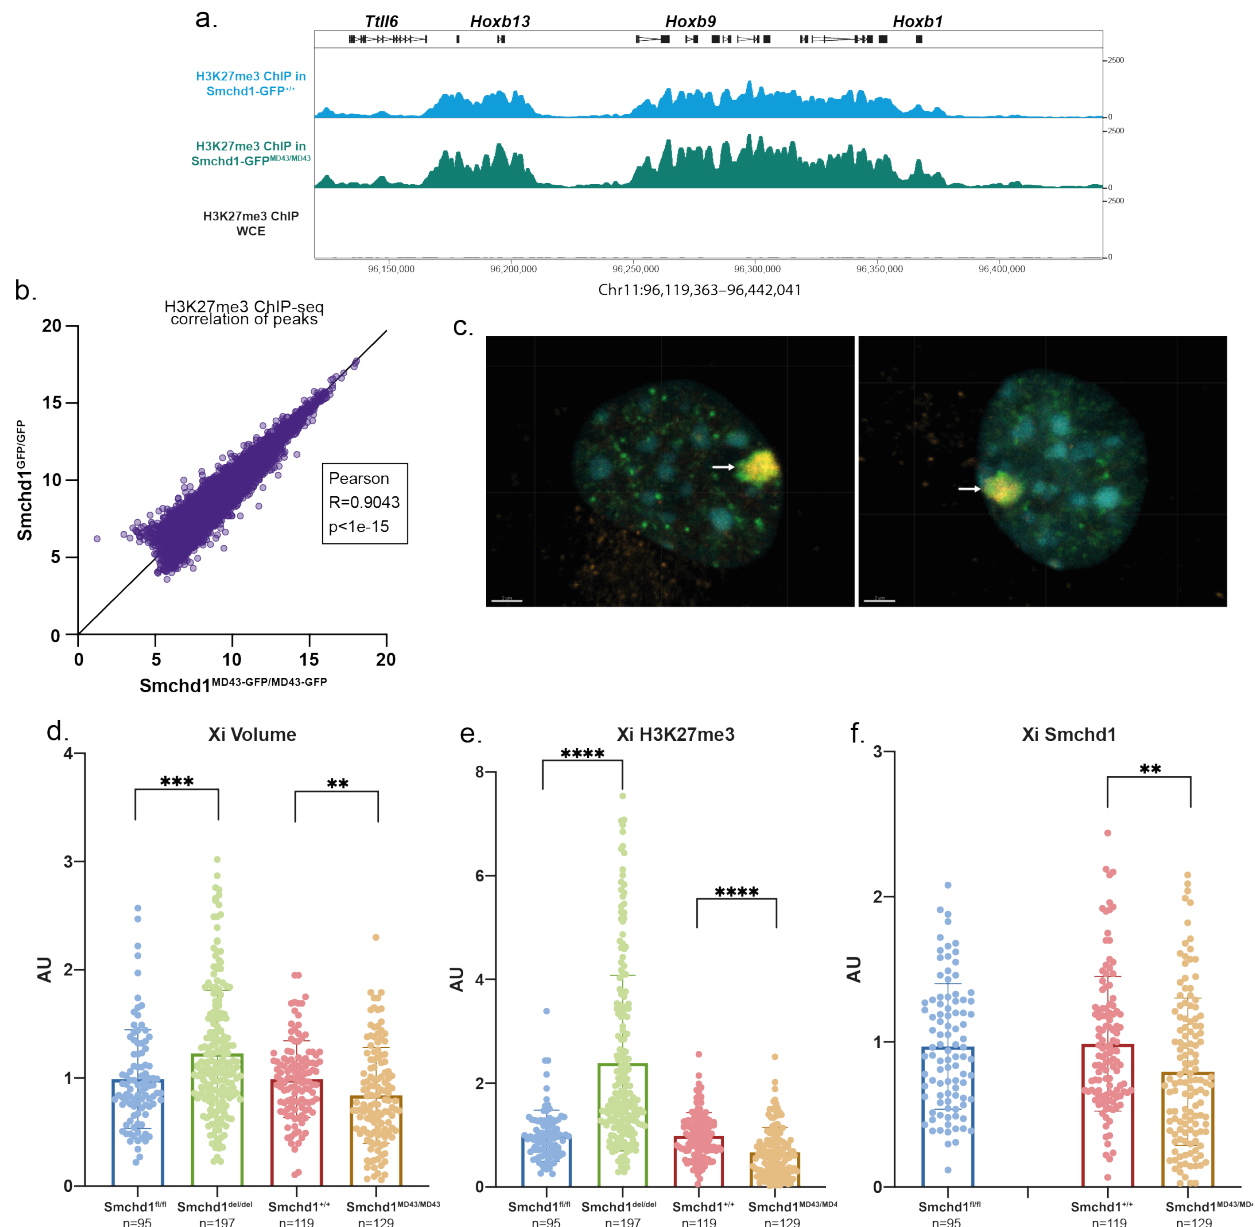 a.
Ttll6 Hoxb13 Hoxb9 Hoxb1
H3K27me3 ChIP in
Smchd1-GFP+/+
2500
0
H3K27me3 ChIP in
Smchd1-GFPMD43/MD43
2500
0
H3K27me3 ChIP
WCE
2500
0
96,150,000 96,200,000 96,250,000 96,300,000 96,350,000 96,400,000
Chr11:96,119,363–96,442,041
b.
H3K27me3 ChIP-seq
correlation of peaks
20
15
10
5
0
Smchd1GFP/GFP
Pearson
R=0.9043
p<1e-15
0 5 10 15 20
Smchd1MD43-GFP/MD43-GFP
c.
d.
Xi Volume
*** **
4
3
2
1
0
AU
Smchd1fl/fl Smchd1del/del Smchd1+/+ Smchd1MD43/MD43
n=95 n=197 n=119 n=129
e.
Xi H3K27me3
**** ****
8
6
4
2
0
AU
Smchd1fl/fl Smchd1del/del Smchd1+/+ Smchd1MD43/MD4
n=95 n=197 n=119 n=129
f.
Xi Smchd1
**
3
2
1
0
AU
Smchd1fl/fl Smchd1+/+ Smchd1MD43/MD4
n=95 n=119 n=129